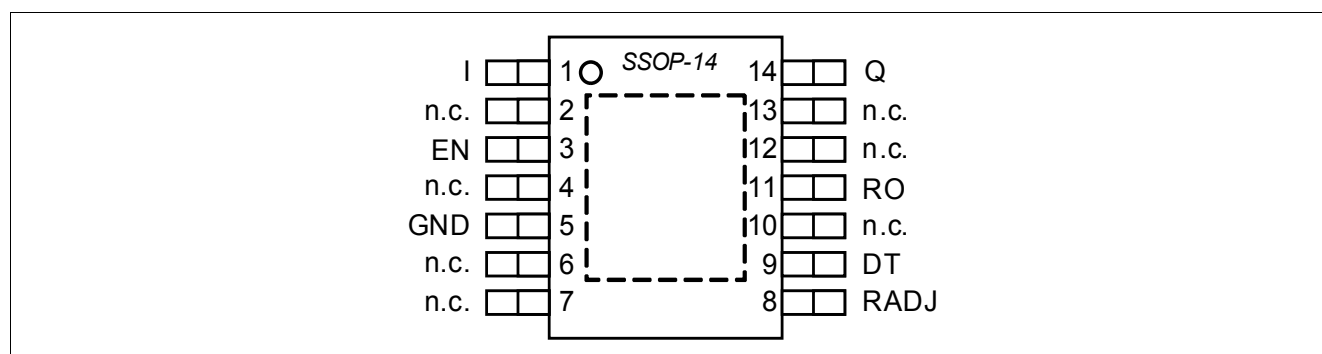 SSOP-14
I 1 14 Q
n.c. 2 13 n.c.
EN 3 12 n.c.
n.c. 4 11 RO
GND 5 10 n.c.
n.c. 6 9 DT
n.c. 7 8 RADJ